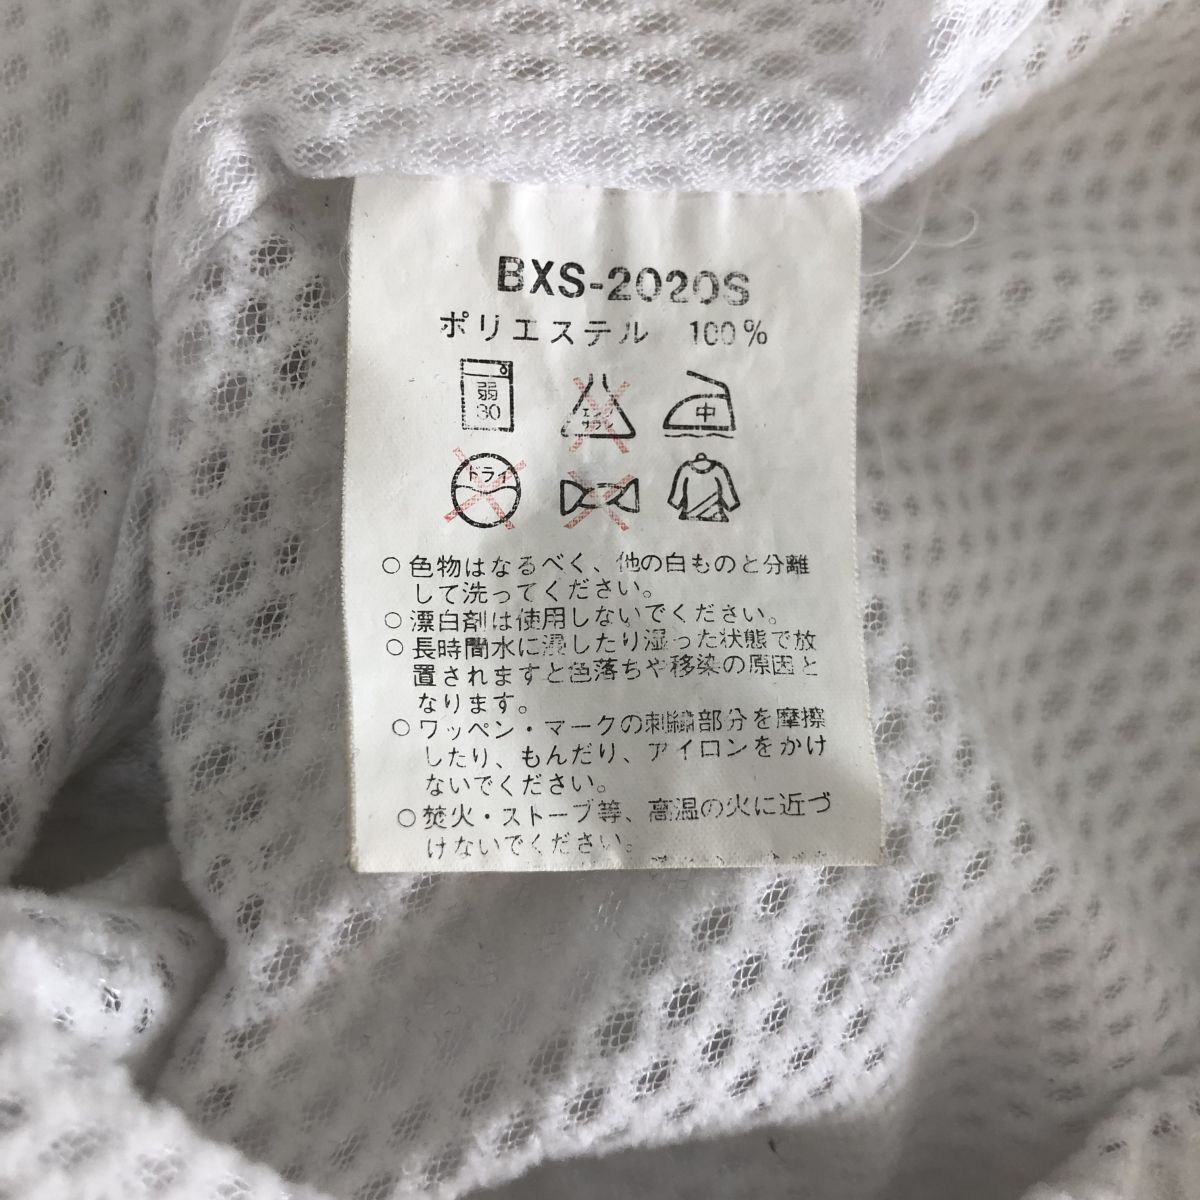 BXS-2020S
ポリエステル 100%
弱
30
エンソ
サラシ
中
ドライ
○ 色物はなるべく、他の白ものと分離
して洗ってください。
○ 漂白剤は使用しないでください。
○ 長時間水に浸したり湿った状態で放
置されますと色落ちや移染の原因と
なります。
○ ワッペン・マークの刺繍部分を摩擦
したり、もんだり、アイロンをかけ
ないでください。
○ 焚火・ストーブ等、高温の火に近づ
けないでください。